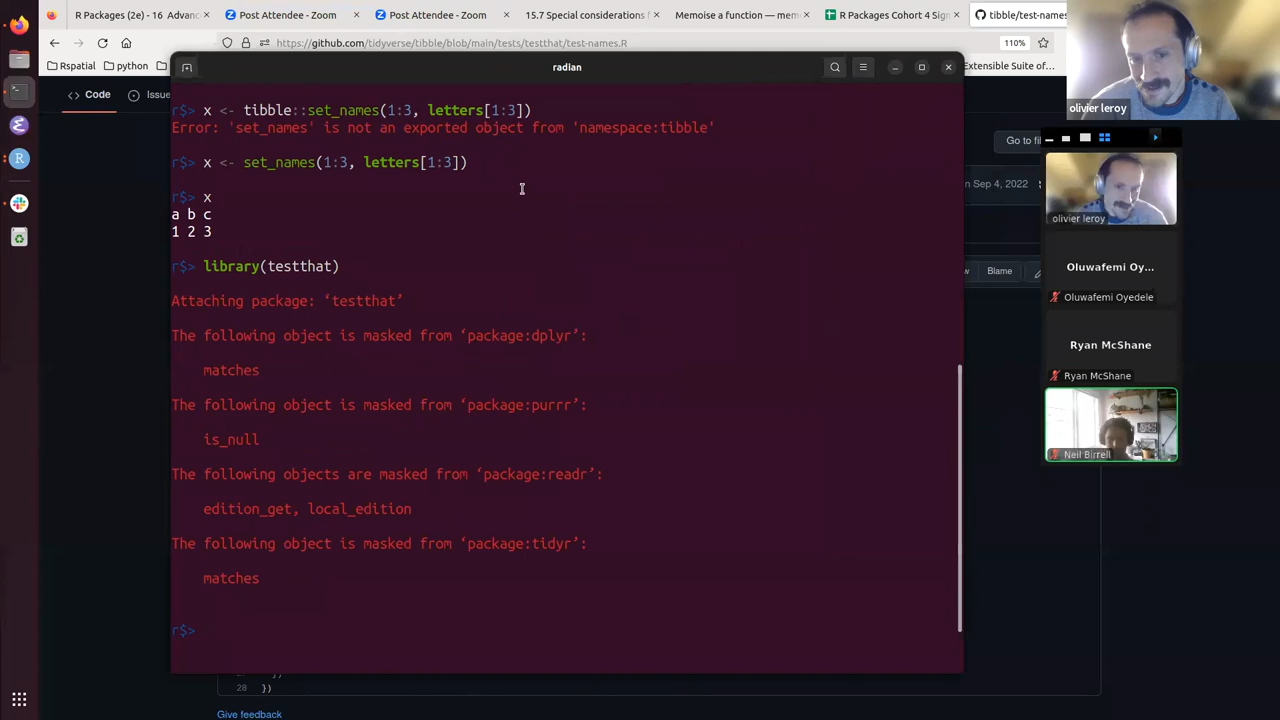 R Packages (2e) - 16 Advanc
Post Attendee - Zoom
Post Attendee - Zoom
15.7 Special considerations f
Memoise a function — mem
R Packages Cohort 4 Sign
tibble/test-names
https://github.com/tidyverse/tibble/blob/main/tests/testthat/test-names.R
110%
Rspatial
python
Extensible Suite of…
olivier leroy
Code
Issue
radian
r$> x <- tibble::set_names(1:3, letters[1:3])
Error: 'set_names' is not an exported object from 'namespace:tibble'
r$> x <- set_names(1:3, letters[1:3])
r$> x
a b c
1 2 3
r$> library(testthat)
Attaching package: ‘testthat’
The following object is masked from ‘package:dplyr’:
matches
The following object is masked from ‘package:purrr’:
is_null
The following objects are masked from ‘package:readr’:
edition_get, local_edition
The following object is masked from ‘package:tidyr’:
matches
r$>
Go to fi
on Sep 4, 2022
Blame
olivier leroy
Oluwafemi Oy...
Oluwafemi Oyedele
Ryan McShane
Ryan McShane
Neil Birrell
28 })
Give feedback